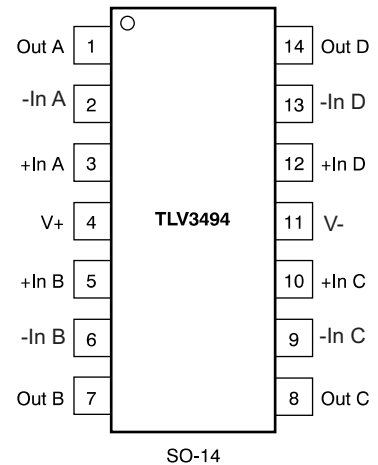 Out A 1 14 Out D
-In A 2 13 -In D
+In A 3 12 +In D
V+ 4 TLV3494 11 V-
+In B 5 10 +In C
-In B 6 9 -In C
Out B 7 8 Out C
SO-14